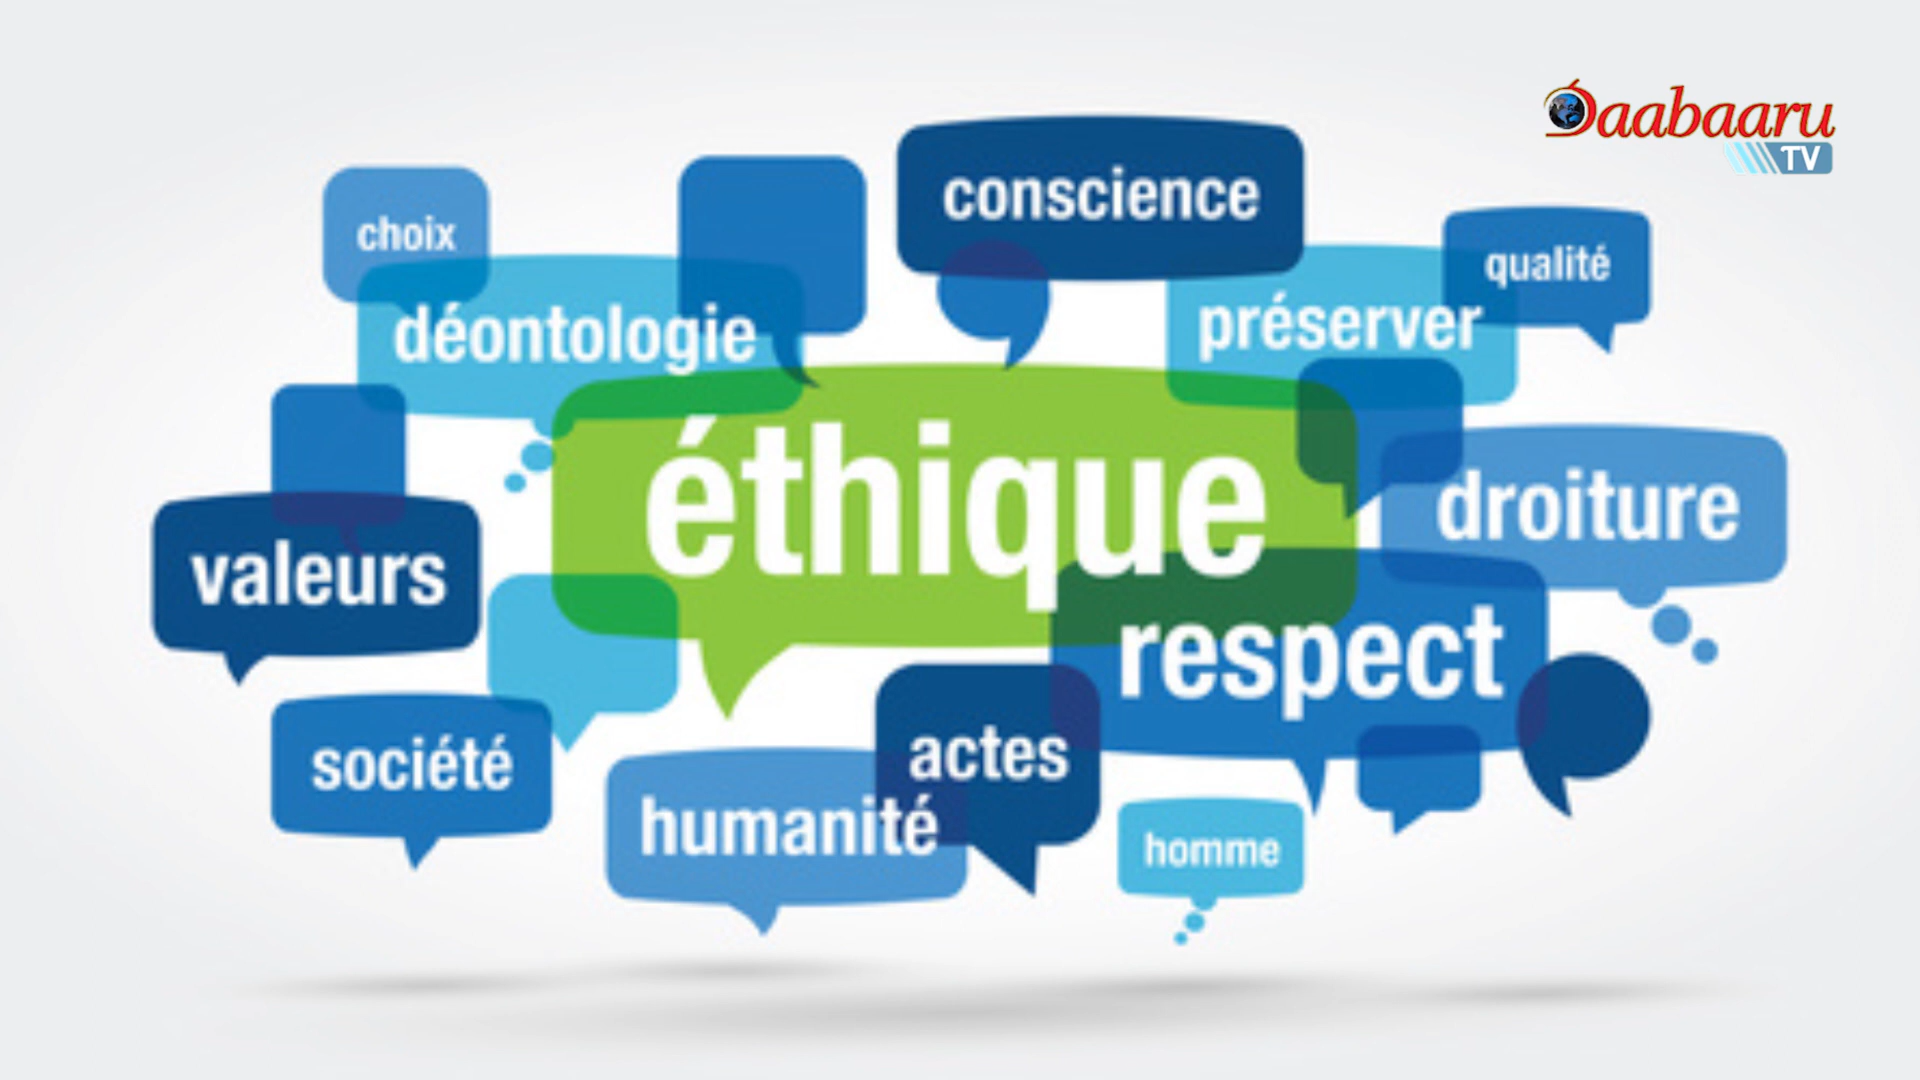 Daabaaru
TV
conscience
choix
qualité
déontologie
préserver
éthique
droiture
valeurs
respect
société
actes
humanité
homme